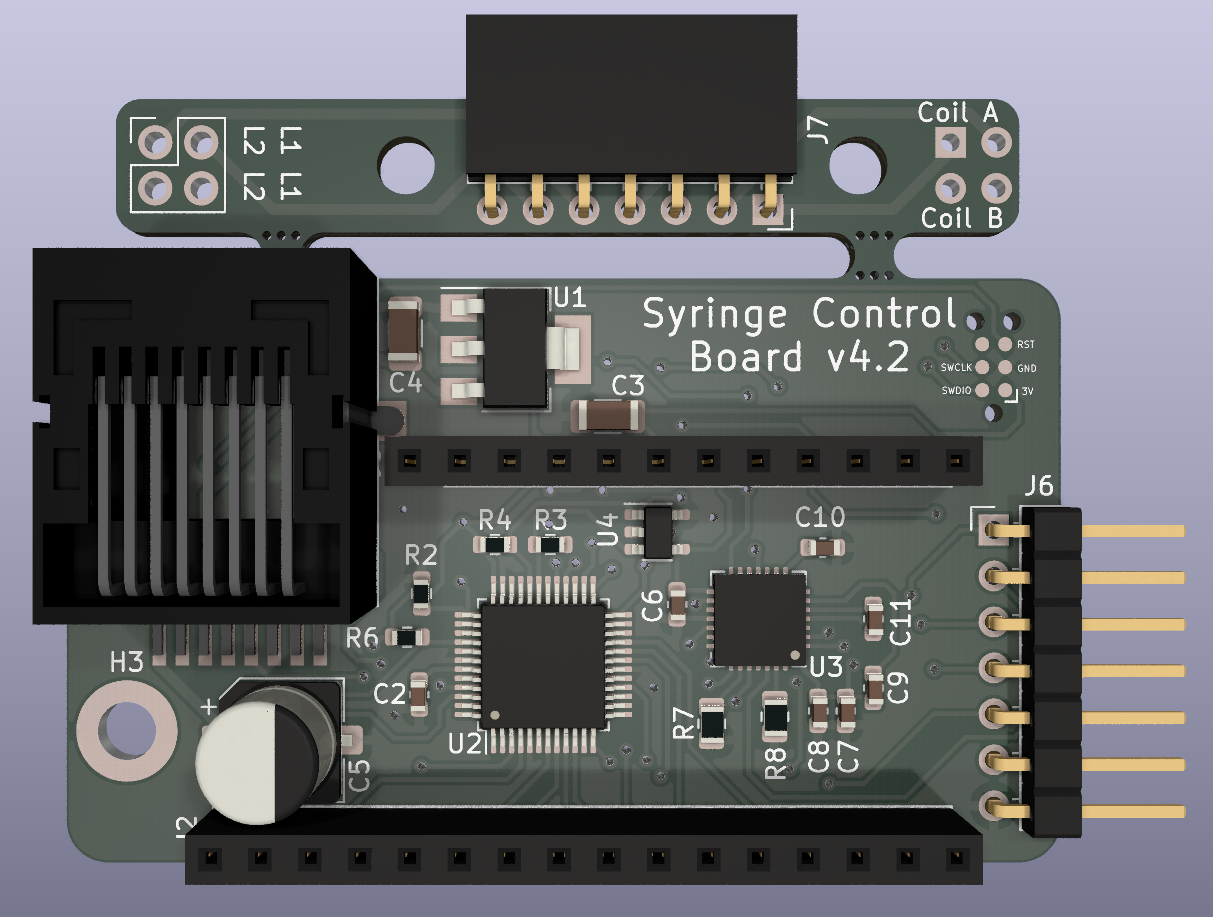 Coil A
J7
L2 L1
L2 L1
Coil B
U1
Syringe Control
Board v4.2
RST
SWCLK
GND
SWDIO
3V
C4
C3
J6
R4
R3
U4
C10
R2
C6
C11
R6
H3
U3
C2
C9
+
R7
U2
R8
C8
C7
C5
J2